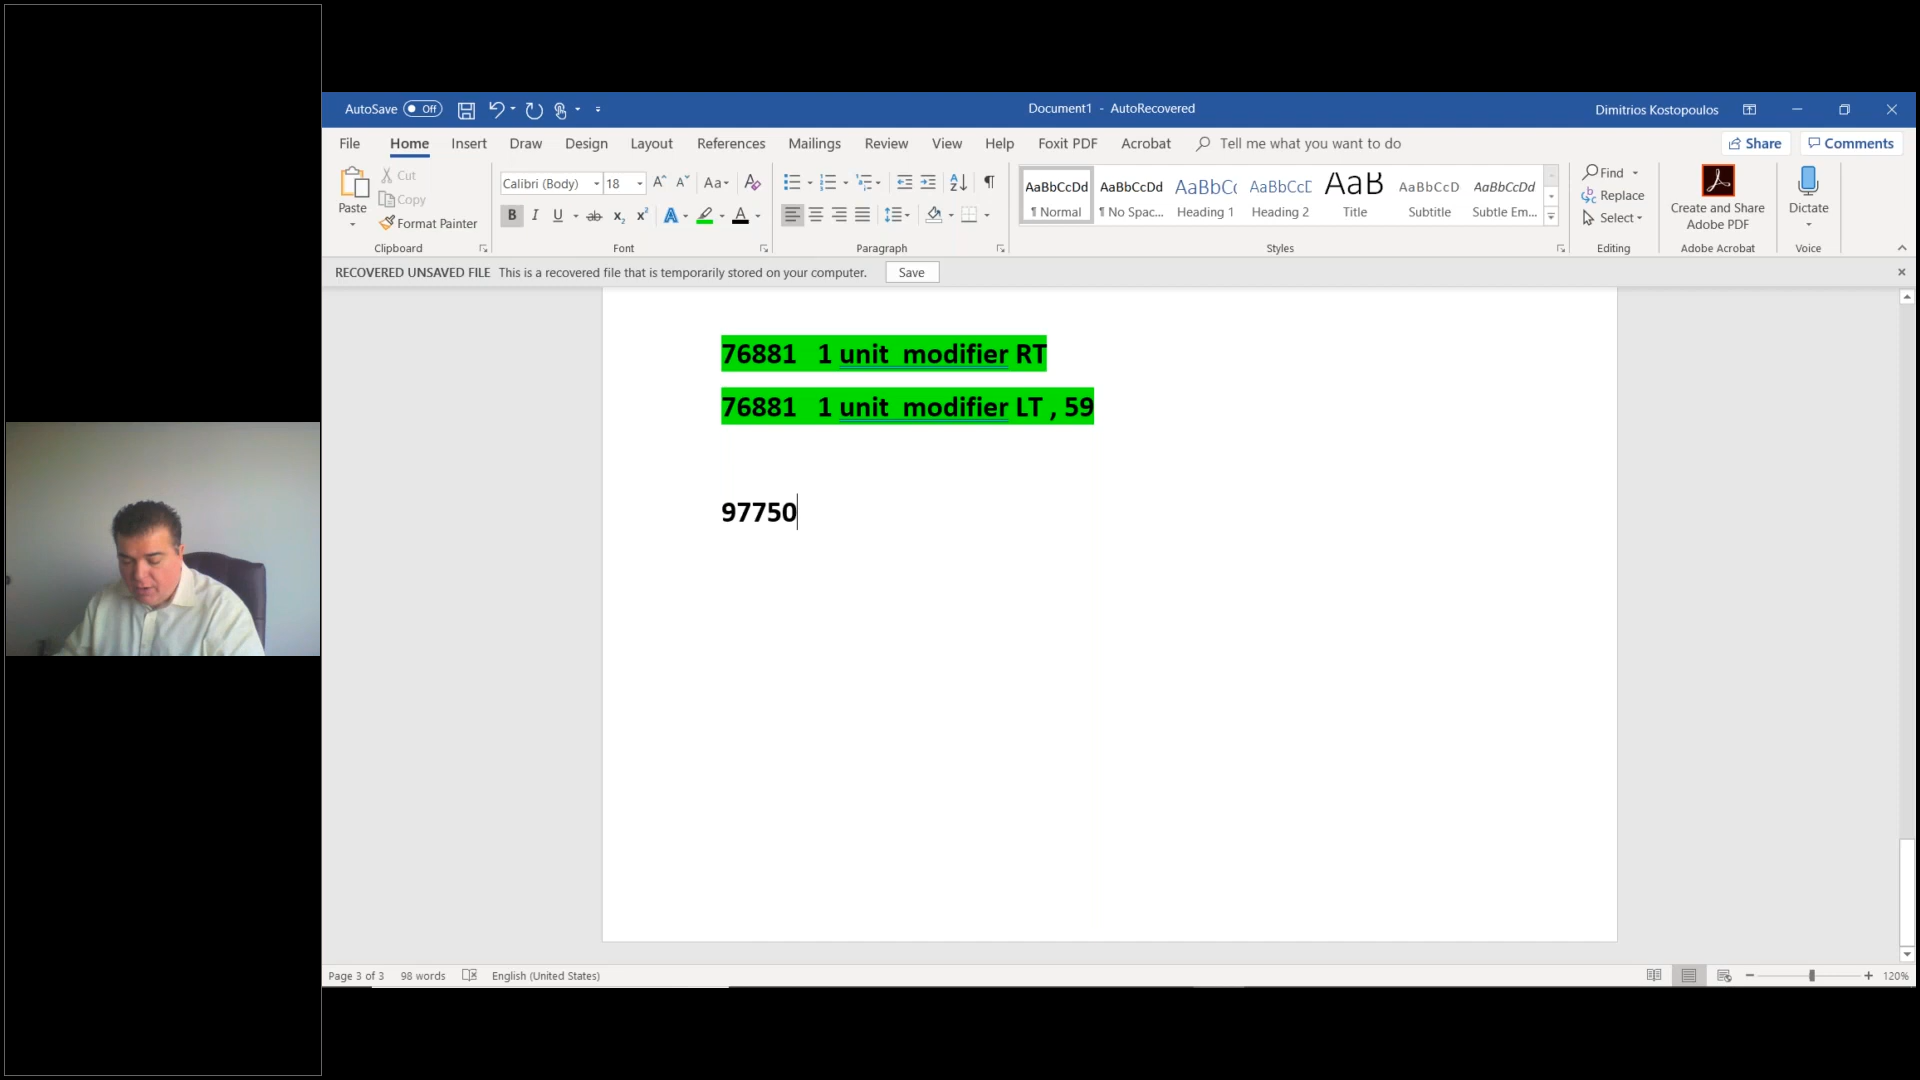 AutoSave Off
Document1 - AutoRecovered
Dimitrios Kostopoulos
File Home Insert Draw Design Layout References Mailings Review View Help Foxit PDF Acrobat Tell me what you want to do
Share Comments
Paste
Cut
Copy
Format Painter
Clipboard
Calibri (Body) 18
Font
Paragraph
AaBbCcDd
¶ Normal
AaBbCcDd
¶ No Spac...
AaBbCc
Heading 1
AaBbCcD
Heading 2
AaB
Title
AaBbCcD
Subtitle
AaBbCcDd
Subtle Em...
Styles
Find
Replace
Select
Editing
Create and Share
Adobe PDF
Adobe Acrobat
Dictate
Voice
RECOVERED UNSAVED FILE This is a recovered file that is temporarily stored on your computer. Save
76881 1 unit modifier RT
76881 1 unit modifier LT , 59
97750
Page 3 of 3 98 words English (United States)
120%